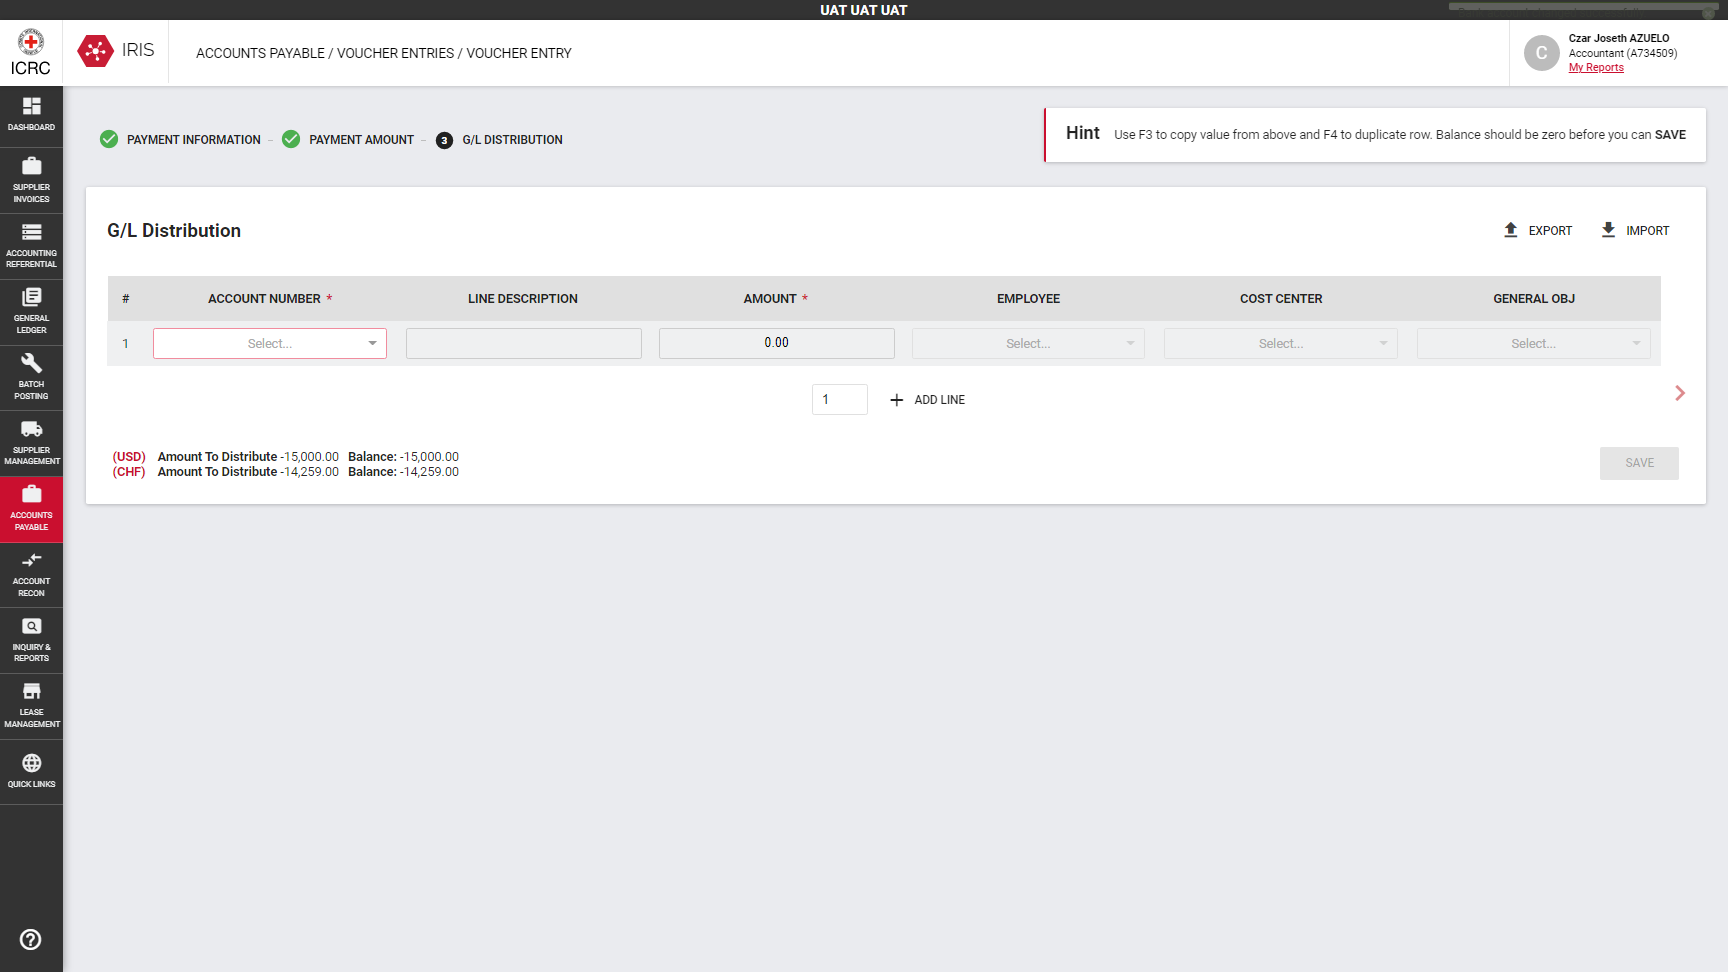 UAT UAT UAT
ICRC
IRIS
ACCOUNTS PAYABLE / VOUCHER ENTRIES / VOUCHER ENTRY
C
Czar Joseth AZUELO
Accountant (A734509)
My Reports
DASHBOARD
SUPPLIER
INVOICES
ACCOUNTING
REFERENTIAL
GENERAL
LEDGER
BATCH
POSTING
SUPPLIER
MANAGEMENT
ACCOUNTS
PAYABLE
ACCOUNT
RECON
INQUIRY &
REPORTS
LEASE
MANAGEMENT
QUICK LINKS
PAYMENT INFORMATION – PAYMENT AMOUNT – 3 G/L DISTRIBUTION
Hint Use F3 to copy value from above and F4 to duplicate row. Balance should be zero before you can SAVE
G/L Distribution
EXPORT IMPORT
# ACCOUNT NUMBER * LINE DESCRIPTION AMOUNT * EMPLOYEE COST CENTER GENERAL OBJ
1 Select... 0.00 Select... Select... Select...
1 + ADD LINE
(USD) Amount To Distribute -15,000.00 Balance: -15,000.00
(CHF) Amount To Distribute -14,259.00 Balance: -14,259.00
SAVE